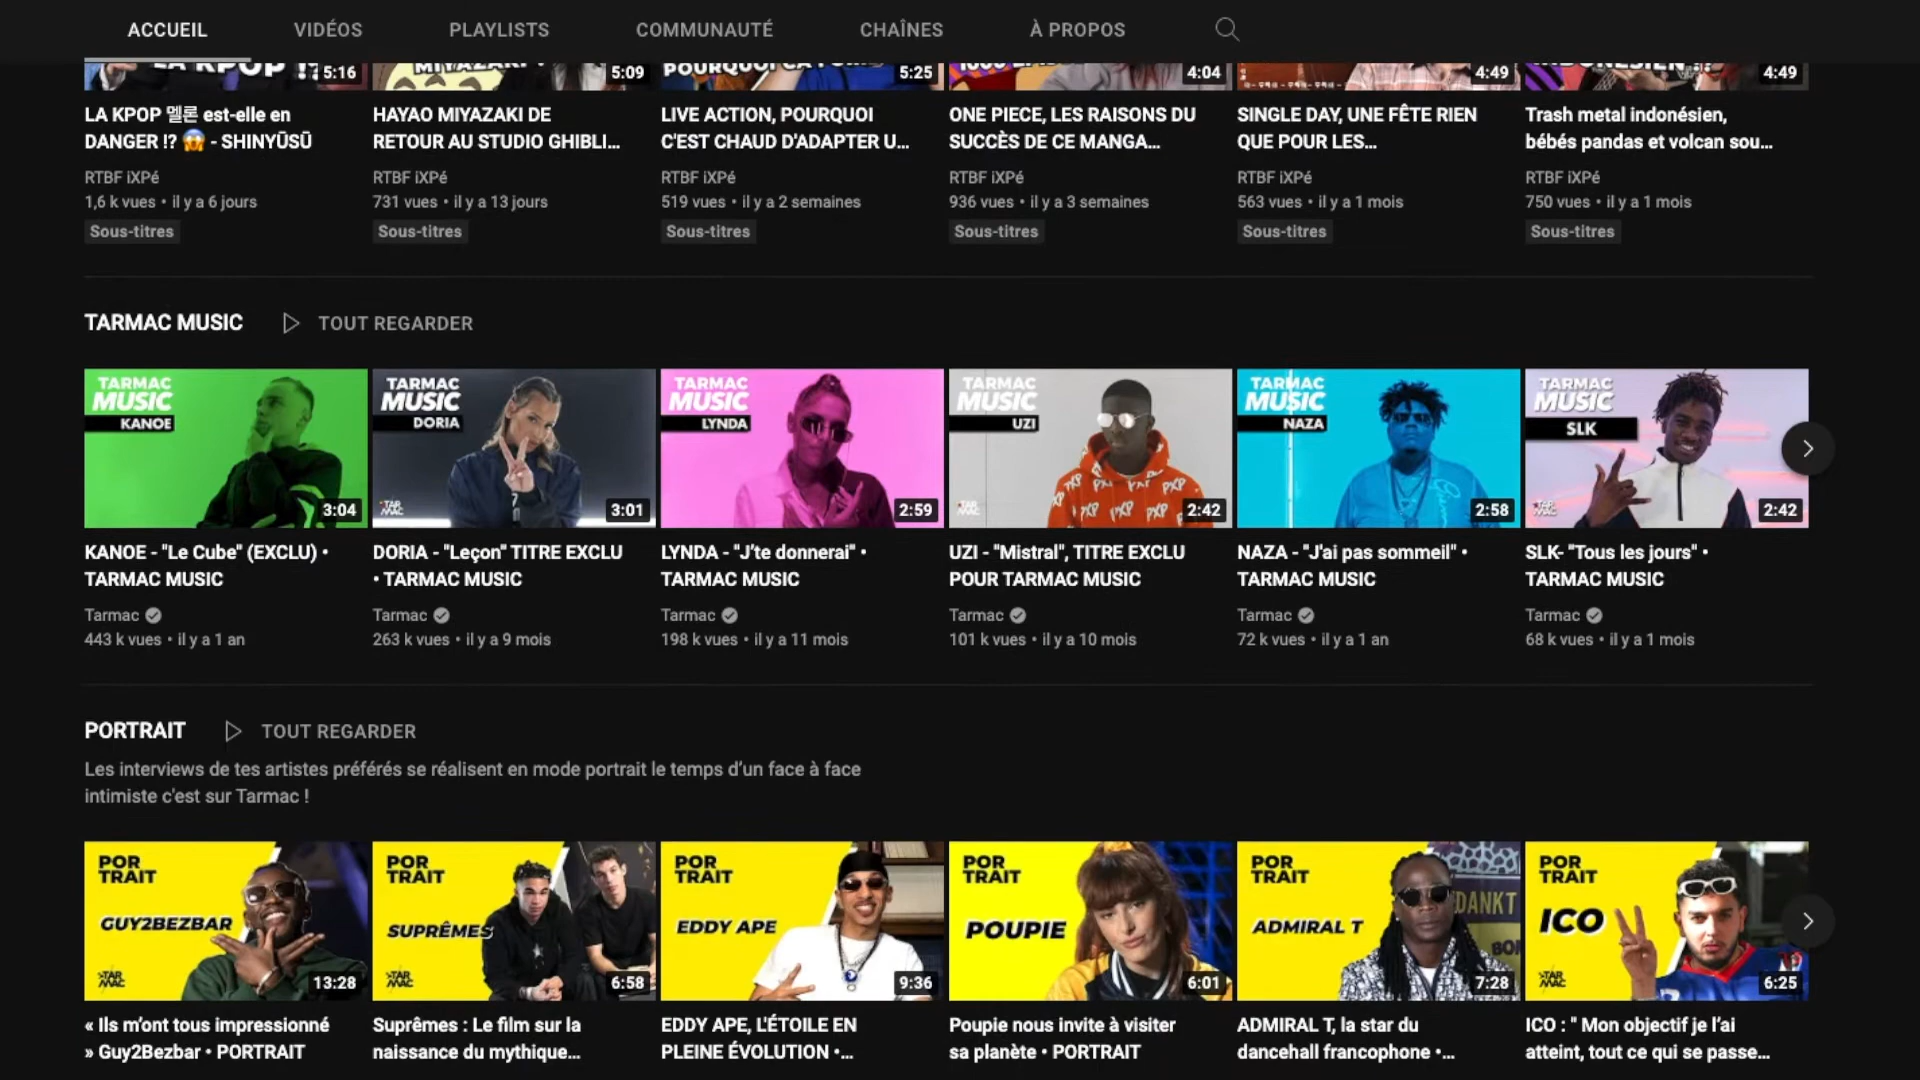 ACCUEIL
VIDÉOS
PLAYLISTS
COMMUNAUTÉ
CHAÎNES
À PROPOS
5:16
5:09
5:25
4:04
4:49
4:49
LA KPOP 멜론 est-elle en
DANGER !? 😱 - SHINYŪSŪ
RTBF iXPé
1,6 k vues • il y a 6 jours
Sous-titres
HAYAO MIYAZAKI DE
RETOUR AU STUDIO GHIBLI...
RTBF iXPé
731 vues • il y a 13 jours
Sous-titres
LIVE ACTION, POURQUOI
C'EST CHAUD D'ADAPTER U...
RTBF iXPé
519 vues • il y a 2 semaines
Sous-titres
ONE PIECE, LES RAISONS DU
SUCCÈS DE CE MANGA...
RTBF iXPé
936 vues • il y a 3 semaines
Sous-titres
SINGLE DAY, UNE FÊTE RIEN
QUE POUR LES...
RTBF iXPé
563 vues • il y a 1 mois
Sous-titres
Trash metal indonésien,
bébés pandas et volcan sou...
RTBF iXPé
750 vues • il y a 1 mois
Sous-titres
TARMAC MUSIC
TOUT REGARDER
TARMAC
MUSIC
KANOE
3:04
KANOE - "Le Cube" (EXCLU) •
TARMAC MUSIC
Tarmac
443 k vues • il y a 1 an
TARMAC
MUSIC
DORIA
TAR
MAC
3:01
DORIA - "Leçon" TITRE EXCLU
• TARMAC MUSIC
Tarmac
263 k vues • il y a 9 mois
TARMAC
MUSIC
LYNDA
2:59
LYNDA - "J'te donnerai" •
TARMAC MUSIC
Tarmac
198 k vues • il y a 11 mois
TARMAC
MUSIC
UZI
TAR
MAC
PXP
PXP
PXP
2:42
UZI - "Mistral", TITRE EXCLU
POUR TARMAC MUSIC
Tarmac
101 k vues • il y a 10 mois
TARMAC
MUSIC
NAZA
2:58
NAZA - "J'ai pas sommeil" •
TARMAC MUSIC
Tarmac
72 k vues • il y a 1 an
TARMAC
MUSIC
SLK
TAR
MAC
2:42
SLK- "Tous les jours" •
TARMAC MUSIC
Tarmac
68 k vues • il y a 1 mois
PORTRAIT
TOUT REGARDER
Les interviews de tes artistes préférés se réalisent en mode portrait le temps d’un face à face
intimiste c'est sur Tarmac !
POR
TRAIT
GUY2BEZBAR
TAR
MAC
13:28
« Ils m’ont tous impressionné
» Guy2Bezbar • PORTRAIT
POR
TRAIT
SUPRÊMES
TAR
MAC
6:58
Suprêmes : Le film sur la
naissance du mythique...
POR
TRAIT
EDDY APE
9:36
EDDY APE, L'ÉTOILE EN
PLEINE ÉVOLUTION •...
POR
TRAIT
POUPIE
6:01
Poupie nous invite à visiter
sa planète • PORTRAIT
POR
TRAIT
ADMIRAL T
DANKT
7:28
ADMIRAL T, la star du
dancehall francophone •...
POR
TRAIT
ICO
TAR
MAC
6:25
ICO : " Mon objectif je l’ai
atteint, tout ce qui se passe...